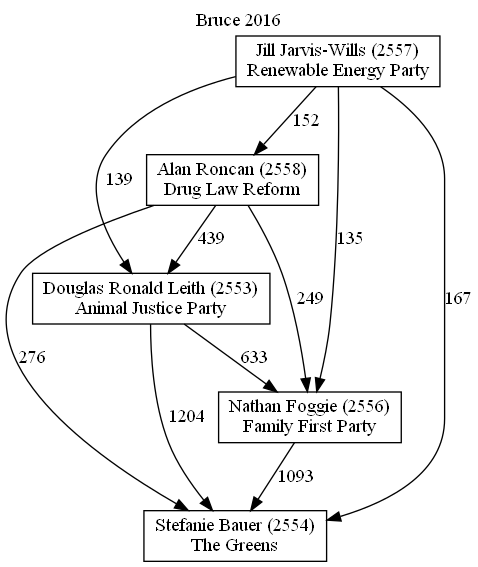 Bruce 2016
Jill Jarvis-Wills (2557)
Renewable Energy Party
152
Alan Roncan (2558)
Drug Law Reform
139
439
135
249
167
Douglas Ronald Leith (2553)
Animal Justice Party
276
633
1204
Nathan Foggie (2556)
Family First Party
1093
Stefanie Bauer (2554)
The Greens